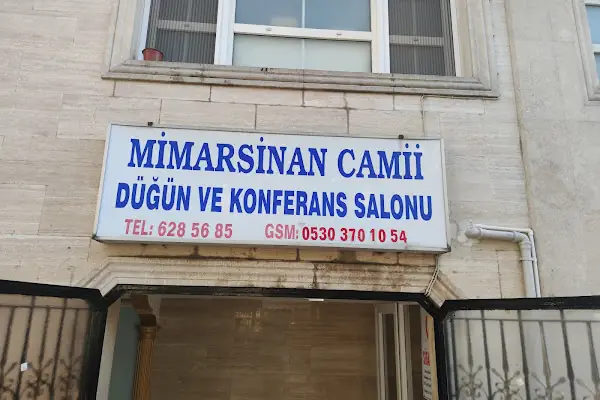 MİMARSİNAN CAMİİ
DÜĞÜN VE KONFERANS SALONU
TEL: 628 56 85 GSM: 0530 370 10 54